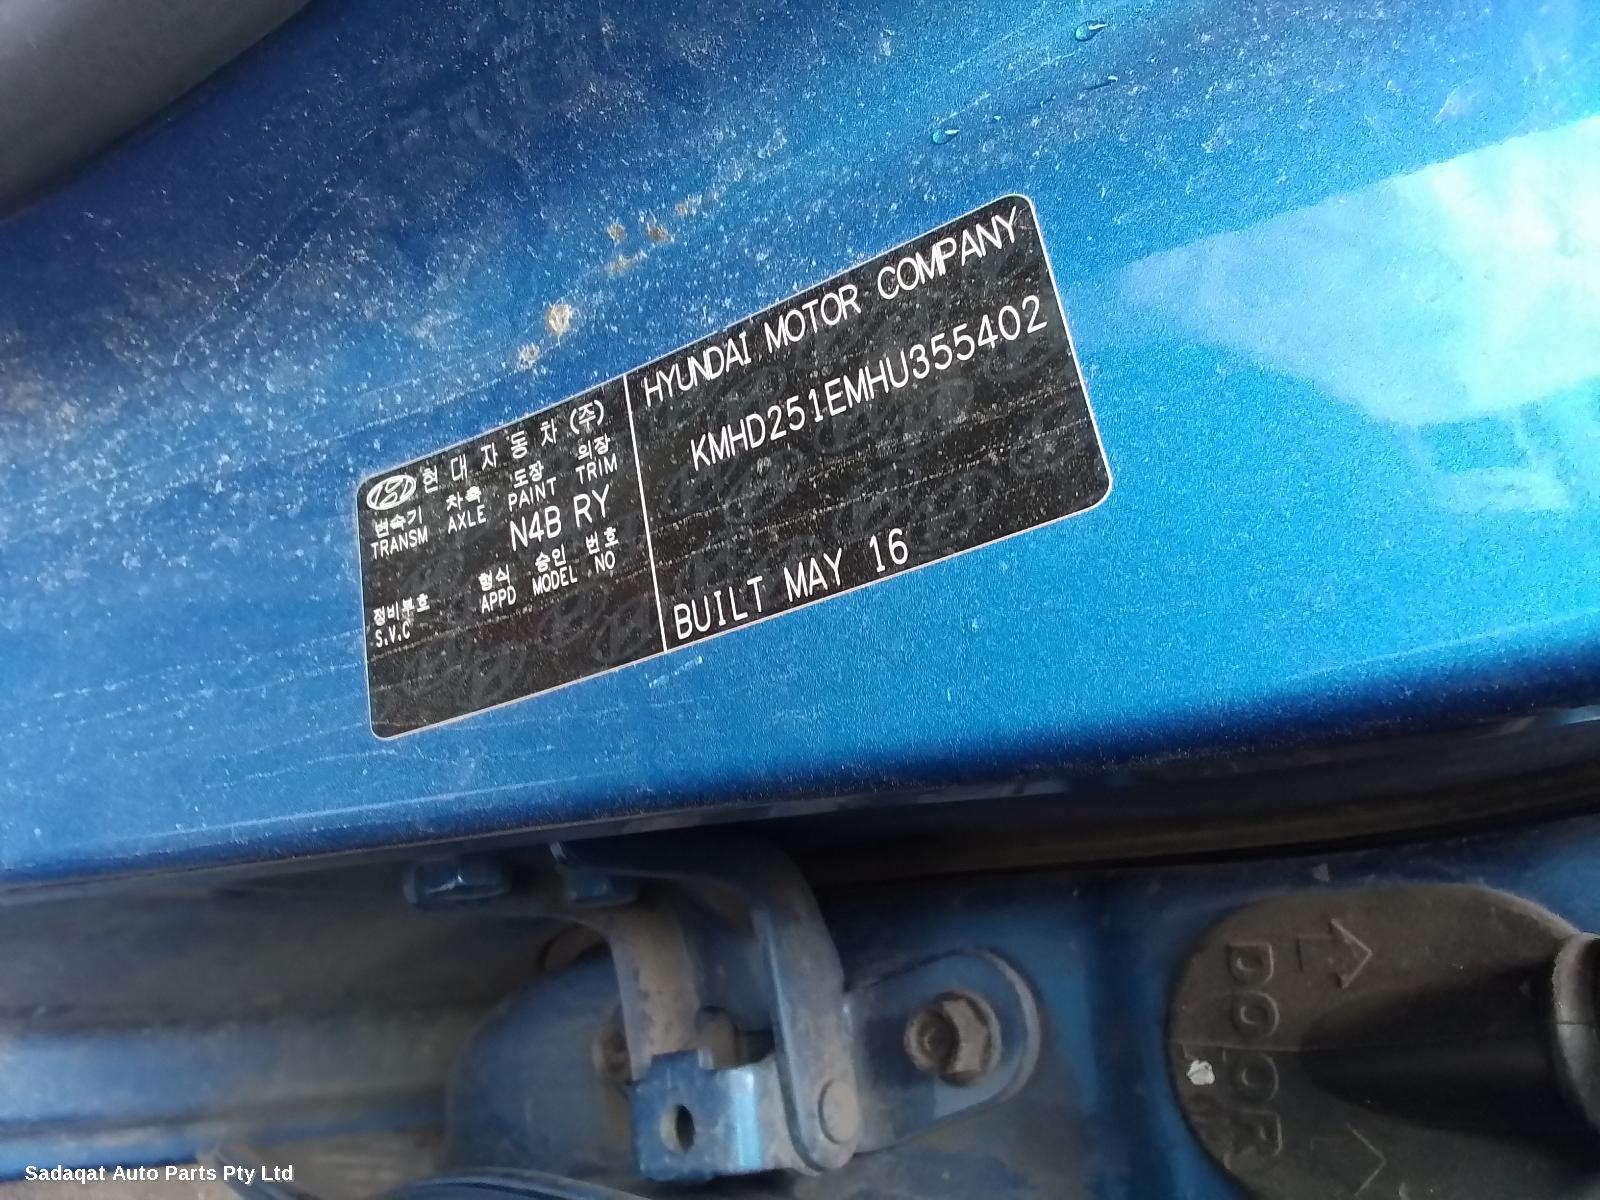 현대자동차(주)
변속기 차축 도장 의장
TRANSM AXLE PAINT TRIM
N4B RY
형식 승인 번호
APPD MODEL NO
정비부호
S.V.C
HYUNDAI MOTOR COMPANY
KMHD251EMHU355402
BUILT MAY 16
DOOR
Sadaqat Auto Parts Pty Ltd